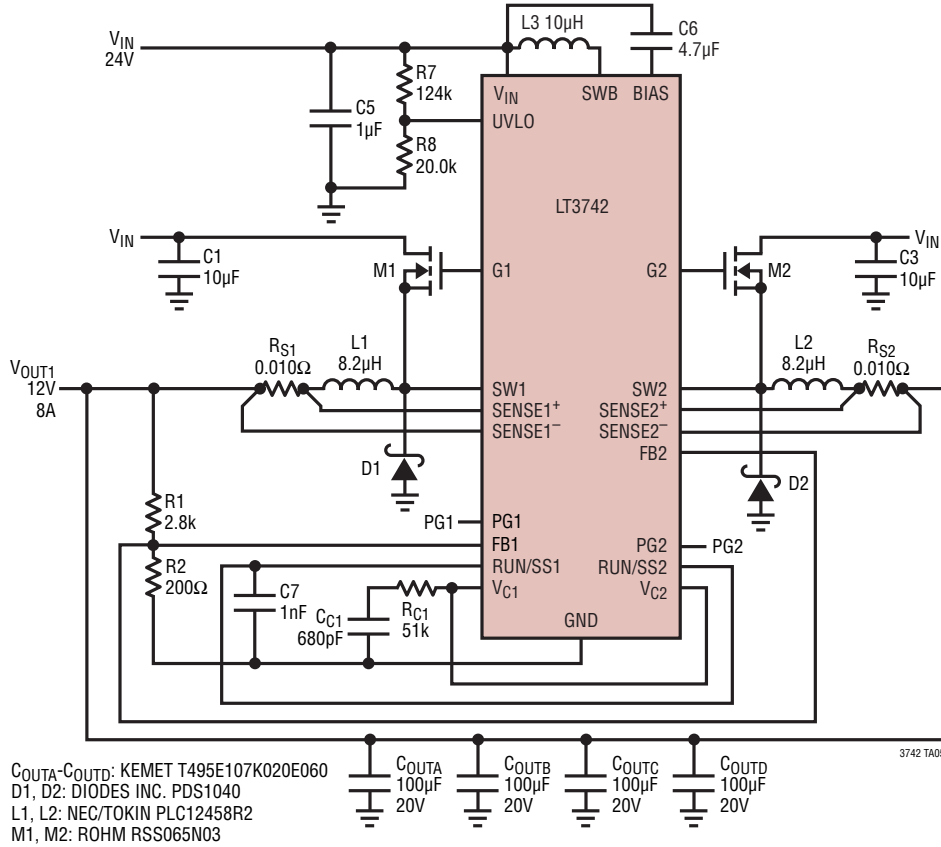 L3 10µH
C6
4.7µF
VIN
24V
R7
124k
C5
1µF
R8
20.0k
VIN
SWB
BIAS
UVLO
LT3742
VIN
C1
10µF
M1
G1
G2
M2
VIN
C3
10µF
VOUT1
12V
8A
RS1
0.010Ω
L1
8.2µH
L2
8.2µH
RS2
0.010Ω
SW1
SENSE1+
SENSE1–
SW2
SENSE2+
SENSE2–
FB2
D1
D2
R1
2.8k
R2
200Ω
PG1
PG1
FB1
RUN/SS1
VC1
PG2
PG2
RUN/SS2
VC2
GND
C7
1nF
CC1
680pF
RC1
51k
3742 TA05
COUTA
100µF
20V
COUTB
100µF
20V
COUTC
100µF
20V
COUTD
100µF
20V
COUTA-COUTD: KEMET T495E107K020E060
D1, D2: DIODES INC. PDS1040
L1, L2: NEC/TOKIN PLC12458R2
M1, M2: ROHM RSS065N03